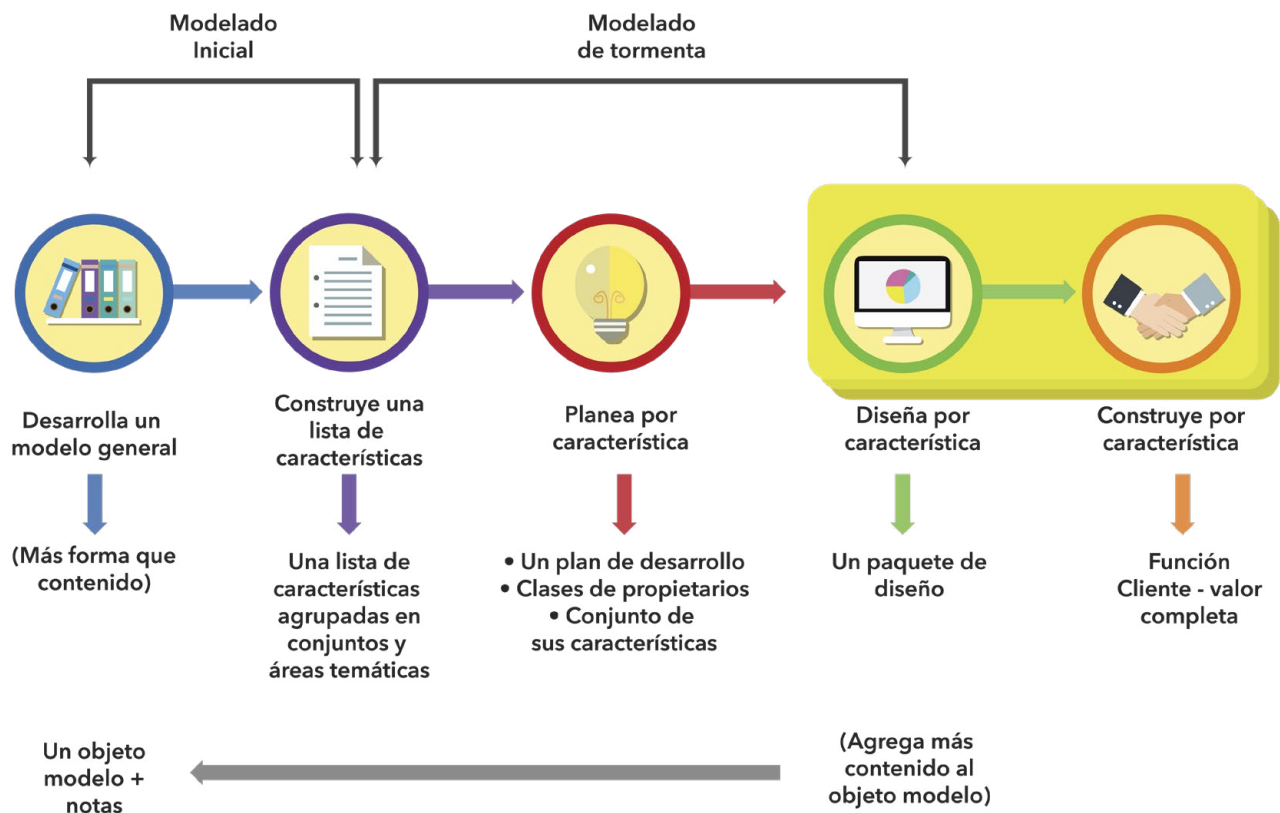 Modelado
Inicial
Modelado
de tormenta
Desarrolla un
modelo general
Construye una
lista de
características
Planea por
característica
Diseña por
característica
Construye por
característica
(Más forma que
contenido)
Una lista de
características
agrupadas en
conjuntos y
áreas temáticas
• Un plan de desarrollo
• Clases de propietarios
• Conjunto de
sus características
Un paquete de
diseño
Función
Cliente - valor
completa
Un objeto
modelo +
notas
(Agrega más
contenido al
objeto modelo)